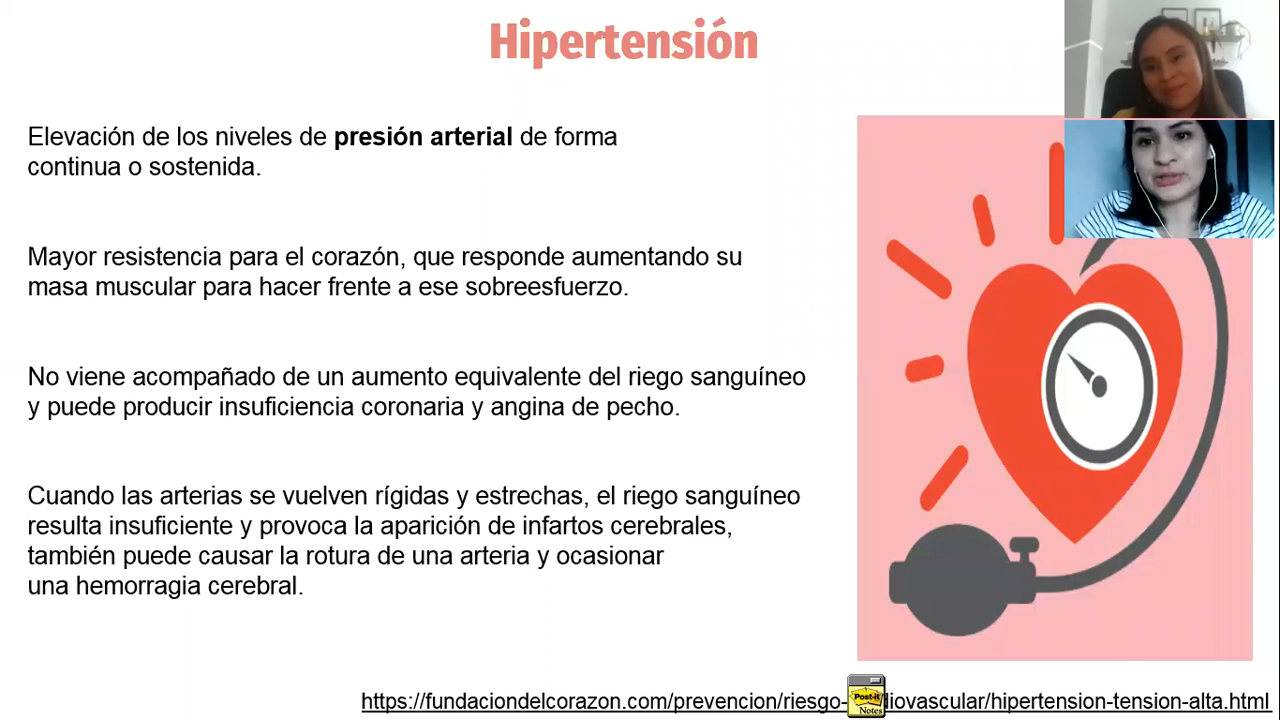 Hipertensión
Elevación de los niveles de presión arterial de forma
continua o sostenida.
Mayor resistencia para el corazón, que responde aumentando su
masa muscular para hacer frente a ese sobreesfuerzo.
No viene acompañado de un aumento equivalente del riego sanguíneo
y puede producir insuficiencia coronaria y angina de pecho.
Cuando las arterias se vuelven rígidas y estrechas, el riego sanguíneo
resulta insuficiente y provoca la aparición de infartos cerebrales,
también puede causar la rotura de una arteria y ocasionar
una hemorragia cerebral.
https://fundaciondelcorazon.com/prevencion/riesgo- diovascular/hipertension-tension-alta.html
Post-it
Notes